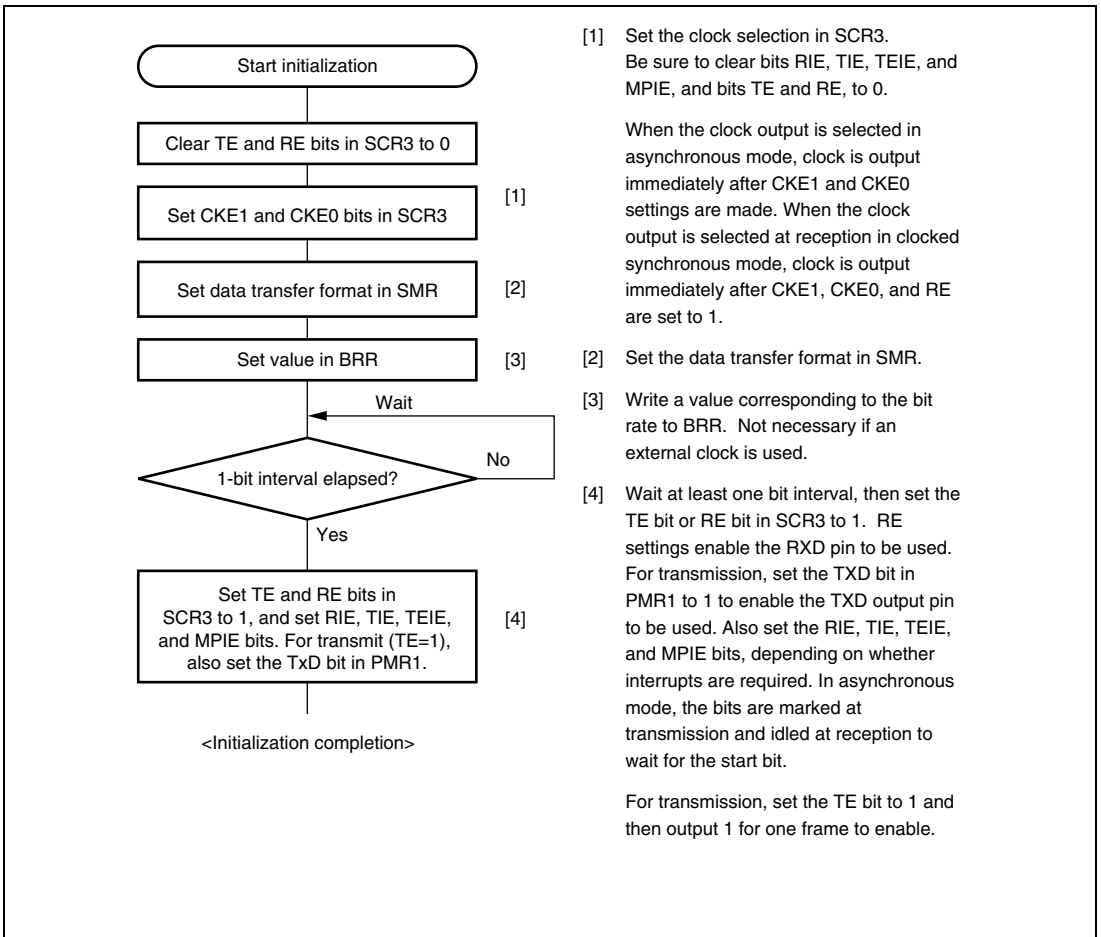 Start initialization
Clear TE and RE bits in SCR3 to 0
Set CKE1 and CKE0 bits in SCR3
[1]
Set data transfer format in SMR
[2]
Set value in BRR
[3]
Wait
No
1-bit interval elapsed?
Yes
Set TE and RE bits in
SCR3 to 1, and set RIE, TIE, TEIE,
and MPIE bits. For transmit (TE=1),
also set the TxD bit in PMR1.
[4]
<Initialization completion>
[1] Set the clock selection in SCR3.
Be sure to clear bits RIE, TIE, TEIE, and
MPIE, and bits TE and RE, to 0.
When the clock output is selected in
asynchronous mode, clock is output
immediately after CKE1 and CKE0
settings are made. When the clock
output is selected at reception in clocked
synchronous mode, clock is output
immediately after CKE1, CKE0, and RE
are set to 1.
[2] Set the data transfer format in SMR.
[3] Write a value corresponding to the bit
rate to BRR. Not necessary if an
external clock is used.
[4] Wait at least one bit interval, then set the
TE bit or RE bit in SCR3 to 1. RE
settings enable the RXD pin to be used.
For transmission, set the TXD bit in
PMR1 to 1 to enable the TXD output pin
to be used. Also set the RIE, TIE, TEIE,
and MPIE bits, depending on whether
interrupts are required. In asynchronous
mode, the bits are marked at
transmission and idled at reception to
wait for the start bit.
For transmission, set the TE bit to 1 and
then output 1 for one frame to enable.